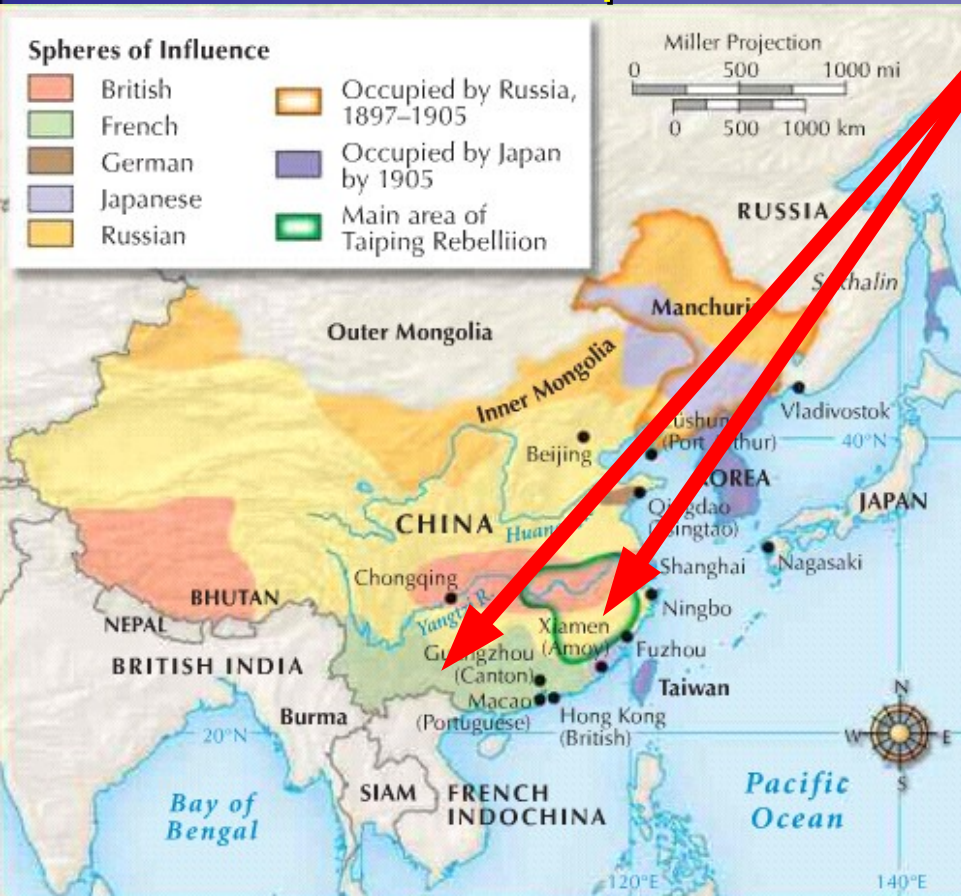 Spheres of Influence
British
French
German
Japanese
Russian
Occupied by Russia,
1897–1905
Occupied by Japan
by 1905
Main area of
Taiping Rebelliion
Miller Projection
0 500 1000 mi
0 500 1000 km
RUSSIA
Sakhalin
Manchuri
Outer Mongolia
Inner Mongolia
Vladivostok
Lüshun
(Port Arthur)
40°N
Beijing
KOREA
JAPAN
CHINA
Huang
Qingdao
(Tsingtao)
Nagasaki
Shanghai
Chongqing
Yangtze R.
Ningbo
BHUTAN
NEPAL
Xiamen
(Amoy)
Fuzhou
BRITISH INDIA
Guangzhou
(Canton)
Taiwan
Macao
(Portuguese)
Hong Kong
(British)
Burma
20°N
N
W
E
S
SIAM
FRENCH
INDOCHINA
Bay of
Bengal
Pacific
Ocean
120°E
140°E